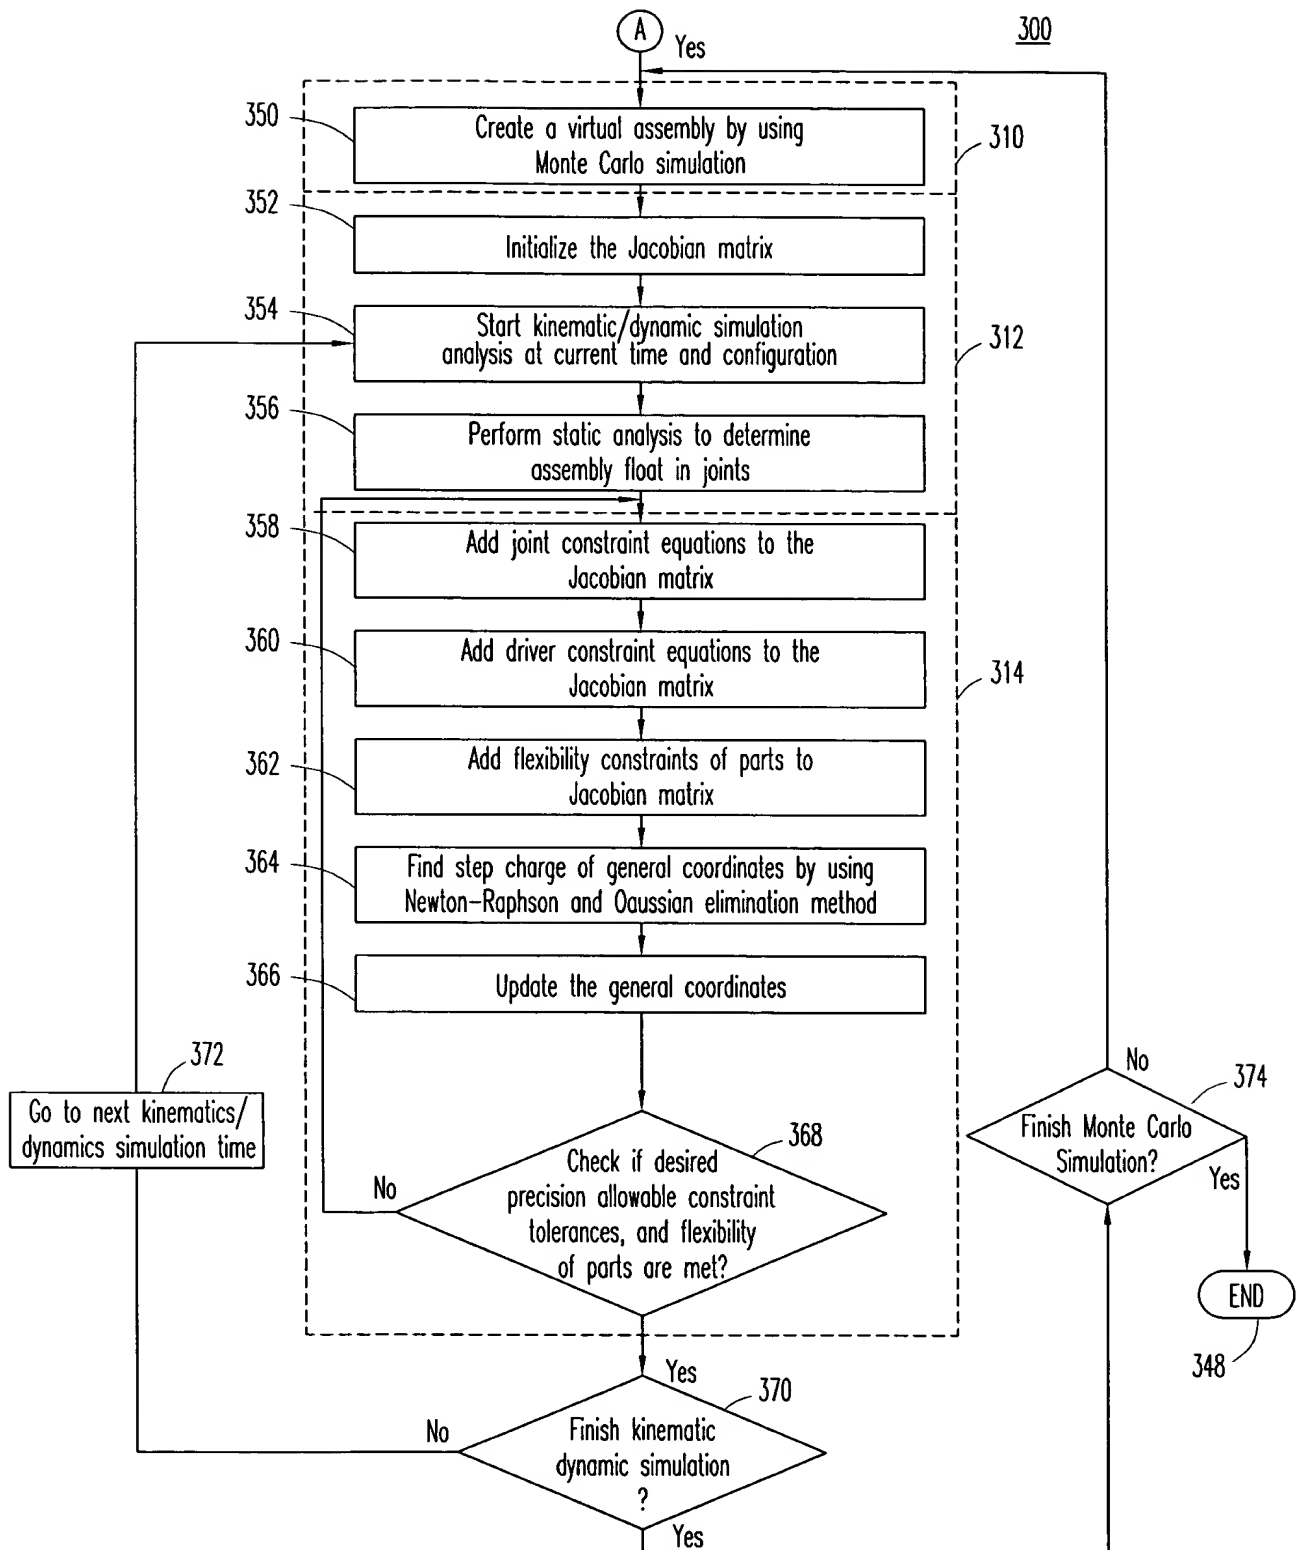 A
Yes
300
350
Create a virtual assembly by using
Monte Carlo simulation
310
352
Initialize the Jacobian matrix
354
Start kinematic/dynamic simulation
analysis at current time and configuration
312
356
Perform static analysis to determine
assembly float in joints
358
Add joint constraint equations to the
Jacobian matrix
360
Add driver constraint equations to the
Jacobian matrix
314
362
Add flexibility constraints of parts to
Jacobian matrix
364
Find step charge of general coordinates by using
Newton-Raphson and Oaussian elimination method
366
Update the general coordinates
372
Go to next kinematics/
dynamics simulation time
No
374
Finish Monte Carlo
Simulation?
Yes
368
Check if desired
precision allowable constraint
tolerances, and flexibility
of parts are met?
No
END
348
Yes
370
No
Finish kinematic
dynamic simulation
?
Yes